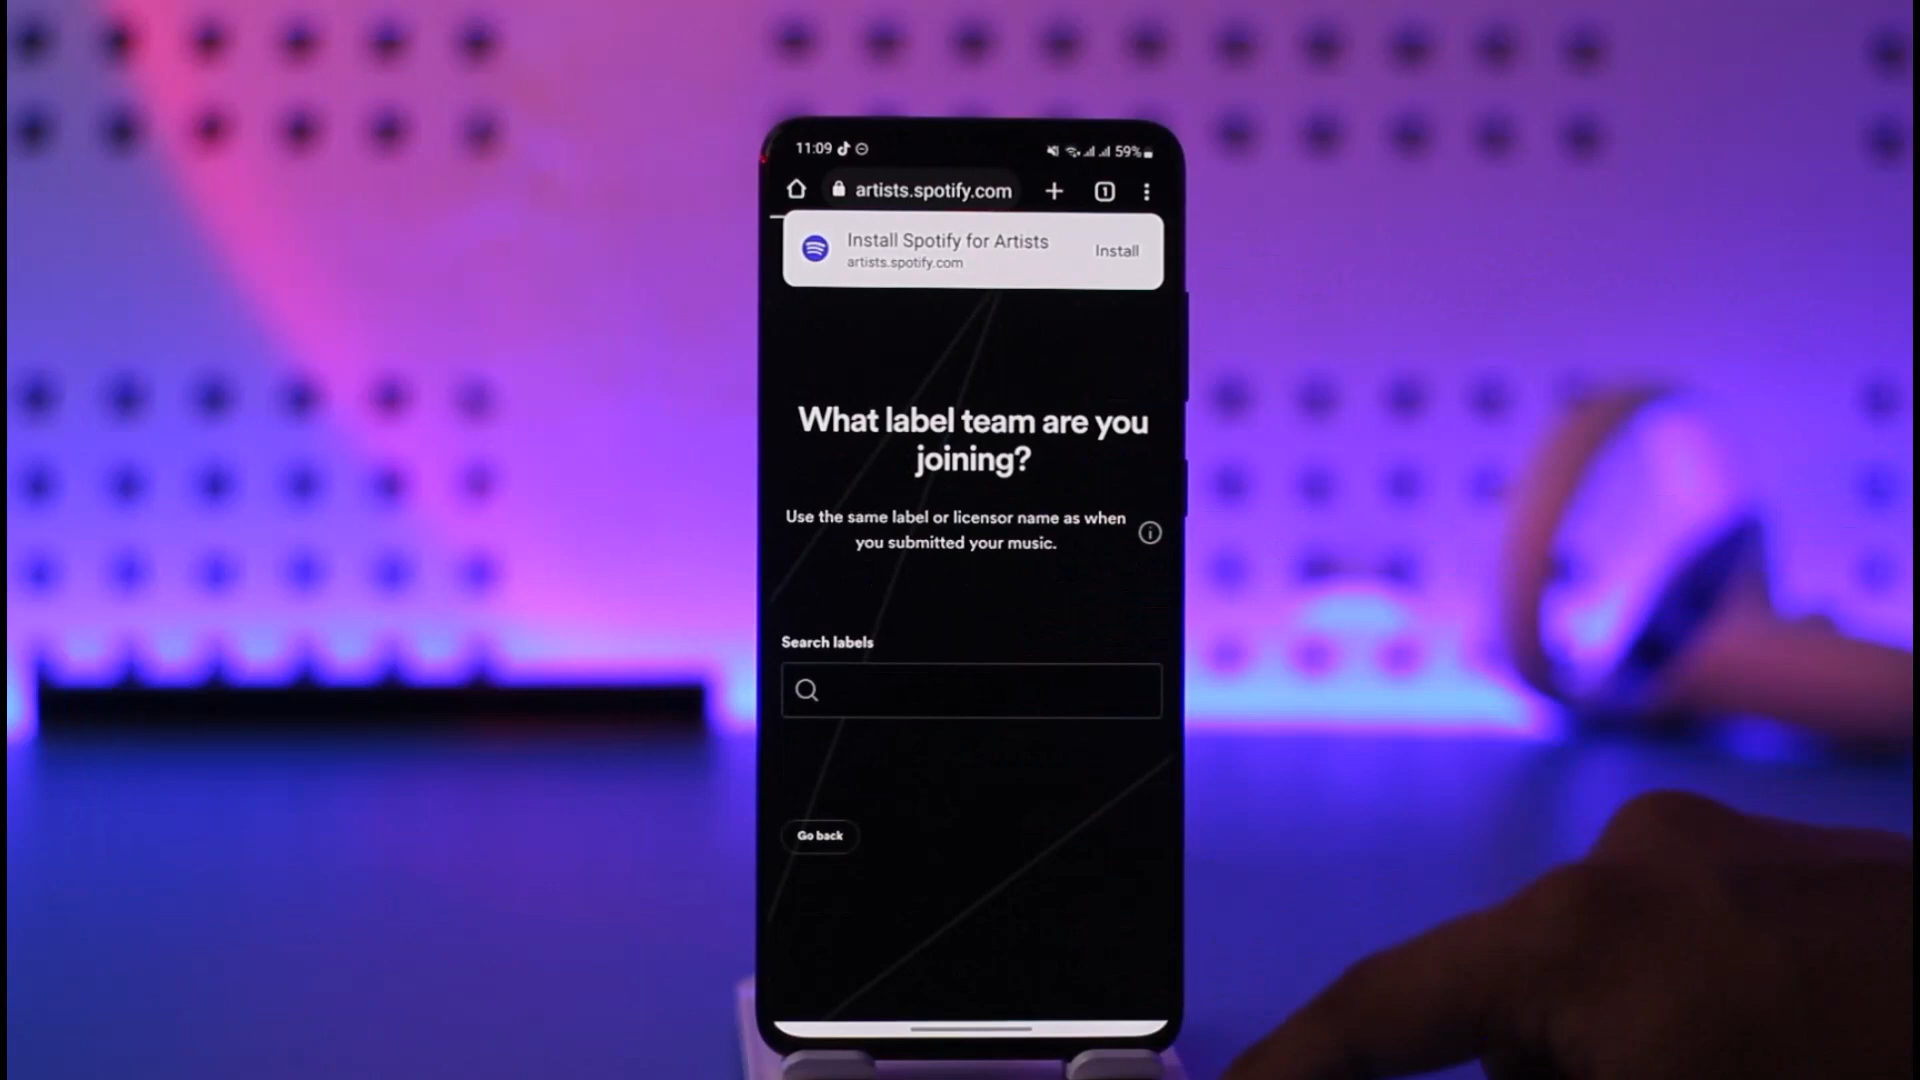 11:09
59%
artists.spotify.com
1
Install Spotify for Artists
Install
artists.spotify.com
What label team are you
joining?
Use the same label or licensor name as when
you submitted your music.
Search labels
Go back